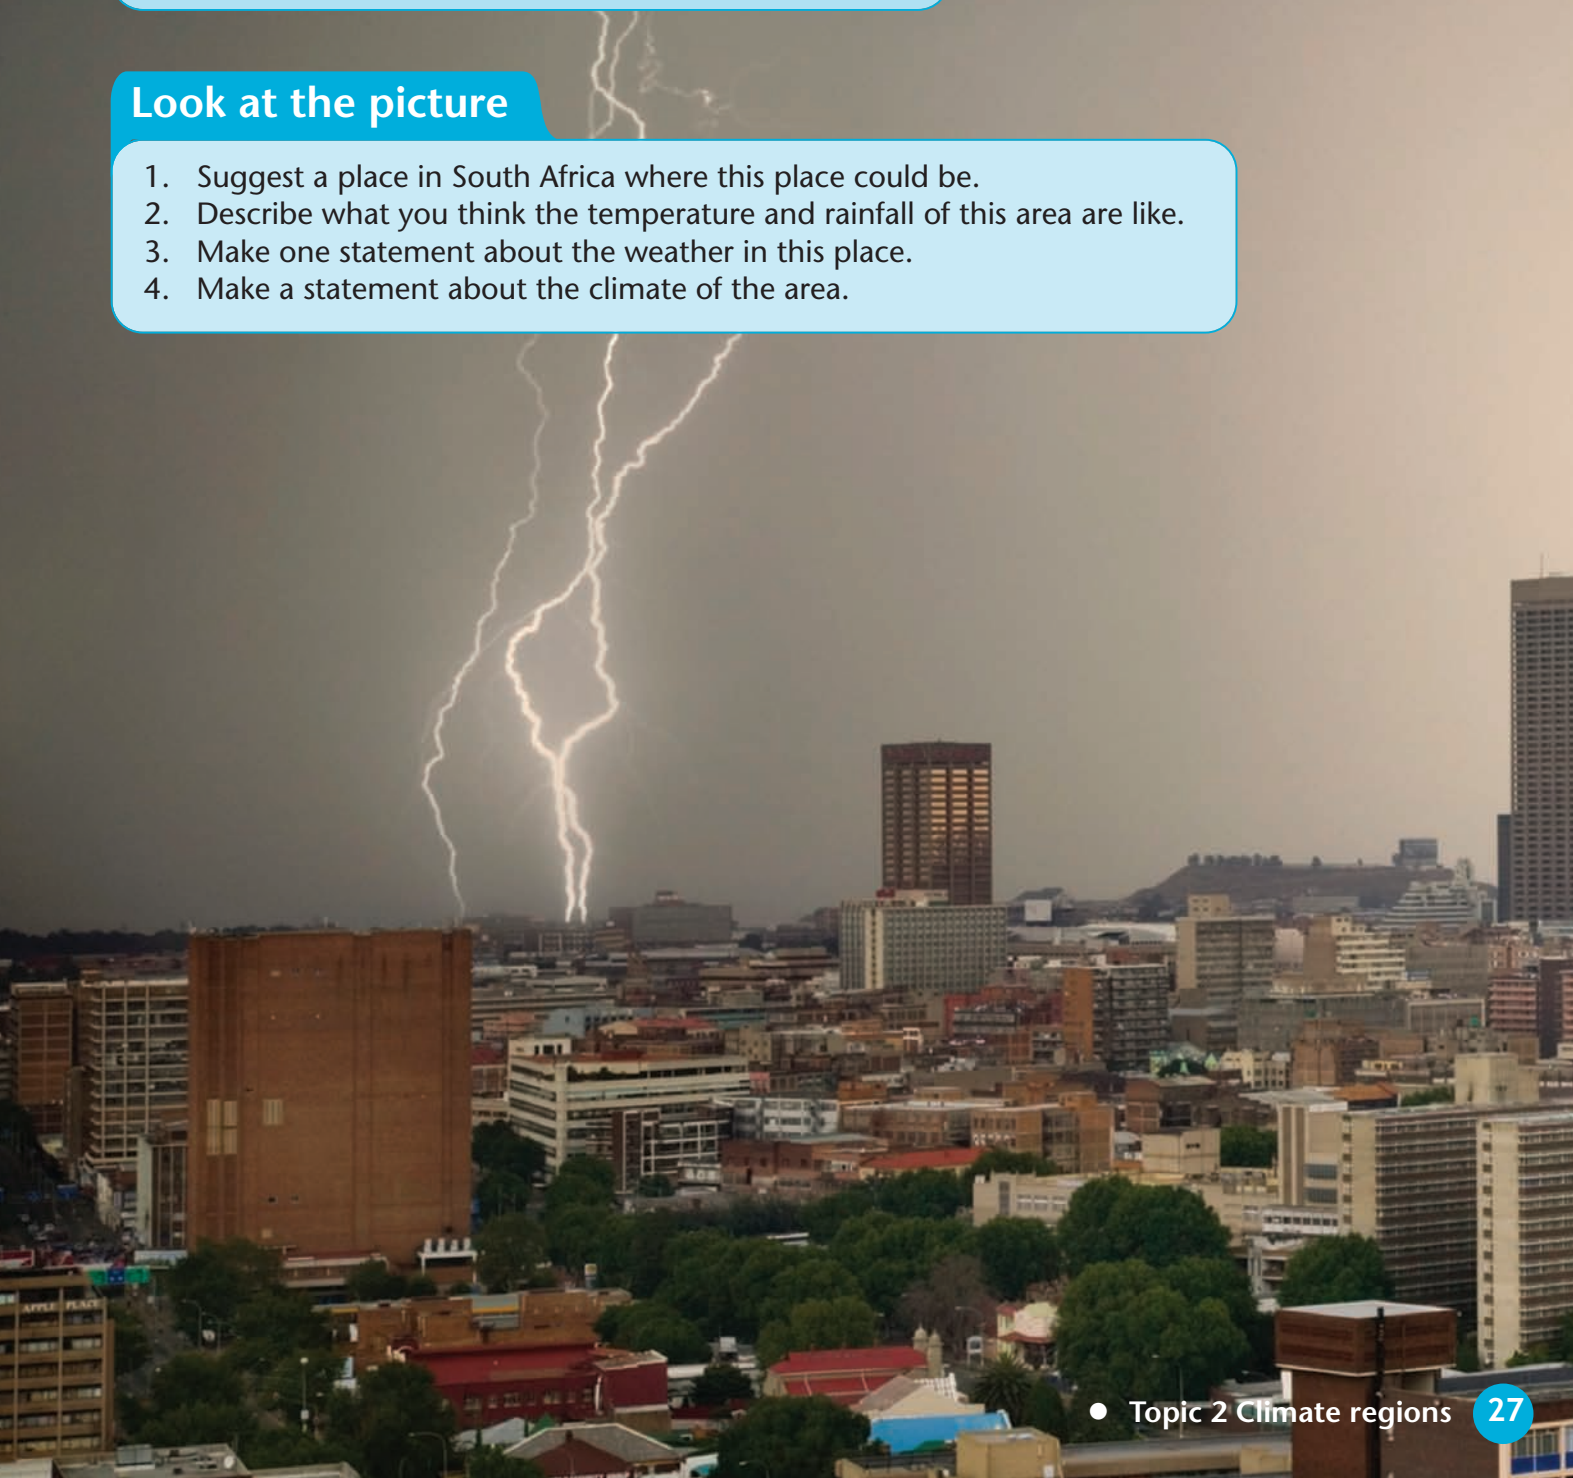 Look at the picture
1. Suggest a place in South Africa where this place could be.
2. Describe what you think the temperature and rainfall of this area are like.
3. Make one statement about the weather in this place.
4. Make a statement about the climate of the area.
APPLE PLACE
• Topic 2 Climate regions 27